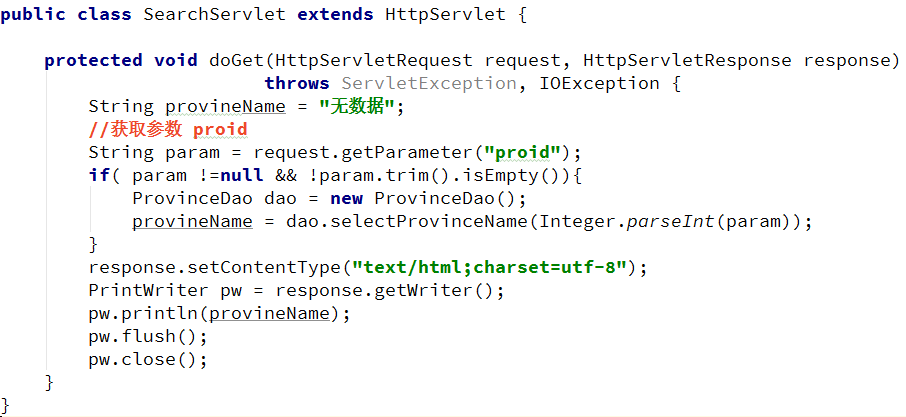 public class SearchServlet extends HttpServlet {
protected void doGet(HttpServletRequest request, HttpServletResponse response)
throws ServletException, IOException {
String provineName = "无数据";
//获取参数 proid
String param = request.getParameter("proid");
if( param !=null && !param.trim().isEmpty()){
ProvinceDao dao = new ProvinceDao();
provineName = dao.selectProvinceName(Integer.parseInt(param));
}
response.setContentType("text/html;charset=utf-8");
PrintWriter pw = response.getWriter();
pw.println(provineName);
pw.flush();
pw.close();
}
}